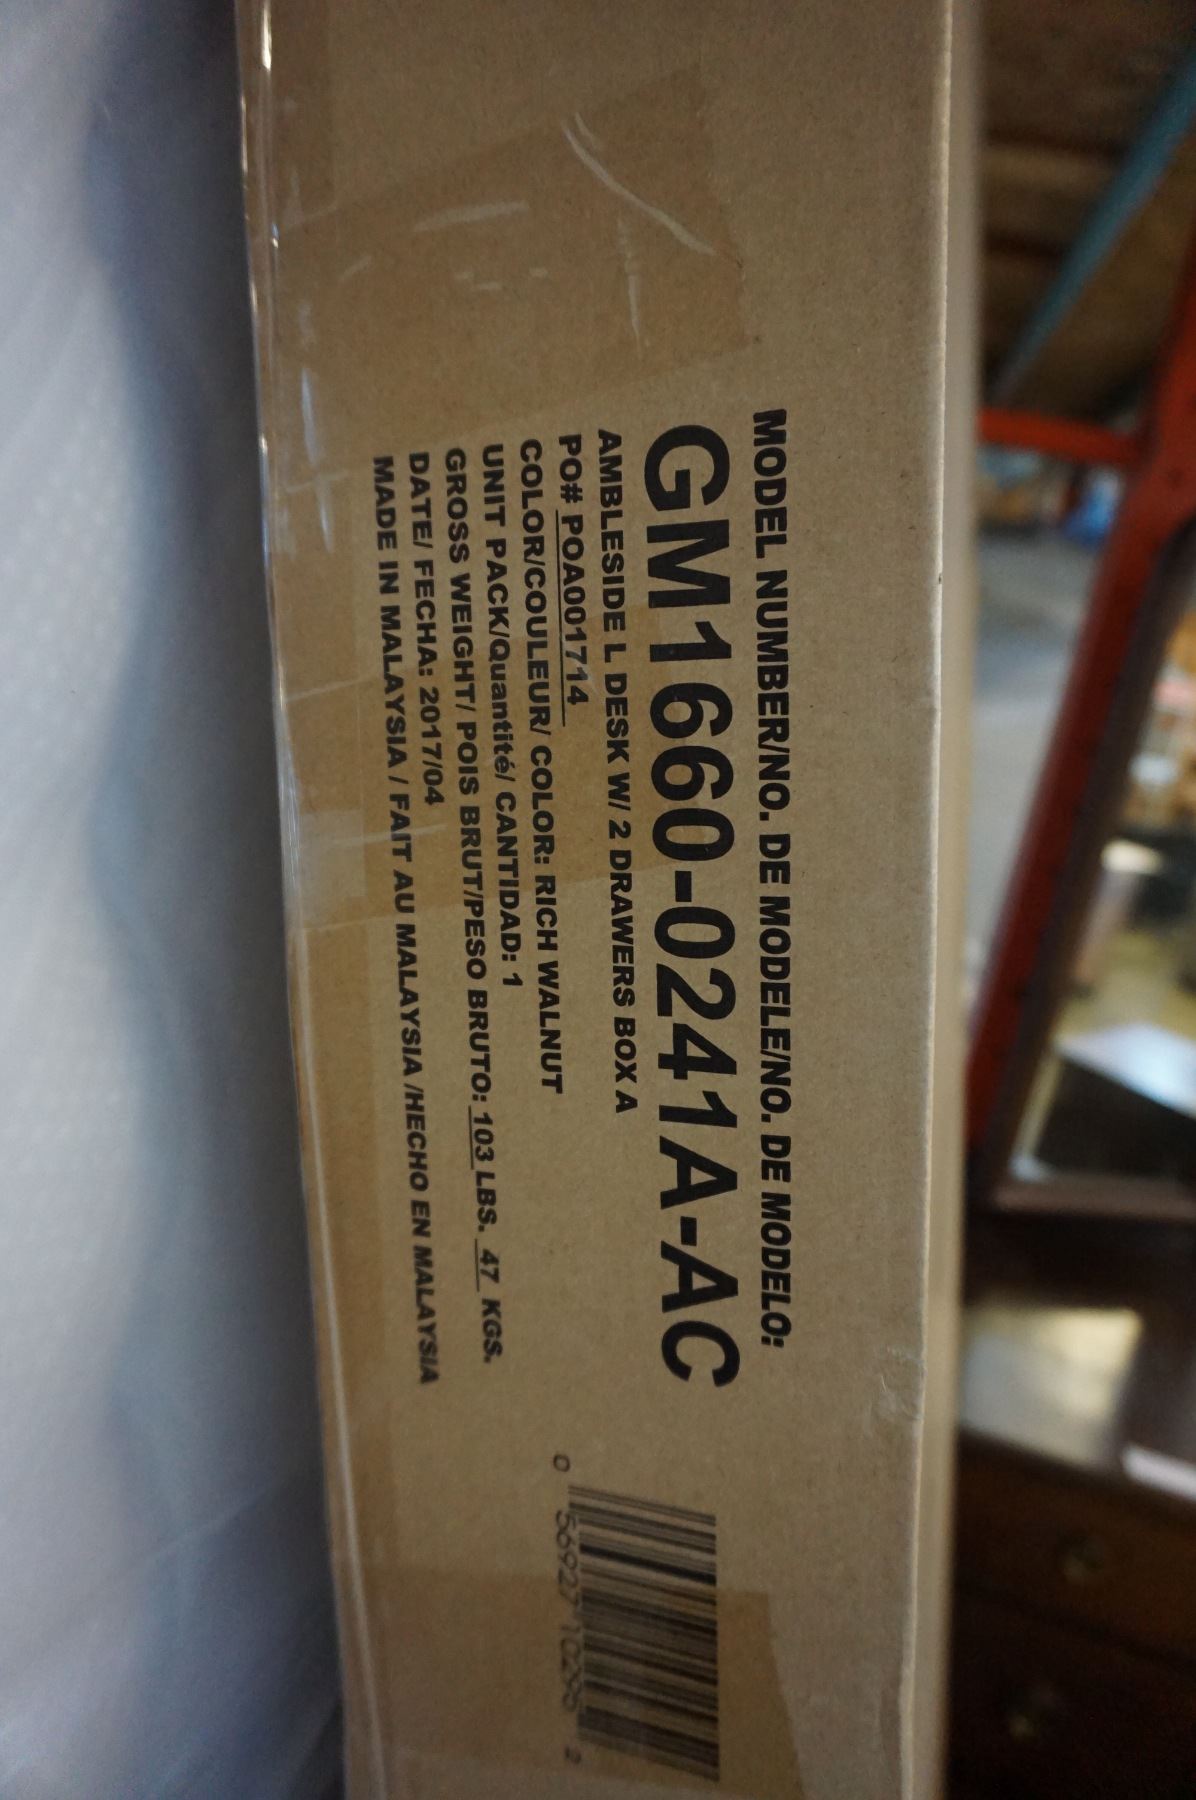 MODEL NUMBER/NO. DE MODELE/NO. DE MODELO:
GM1660-0241A-AC
AMBLESIDE L DESK W/ 2 DRAWERS BOX A
PO# POA001714
COLOR/COULEUR/ COLOR: RICH WALNUT
UNIT PACK/Quantité/ CANTIDAD: 1
GROSS WEIGHT/ POIS BRUT/PESO BRUTO: 103 LBS. 47 KGS.
DATE/ FECHA: 2017/04
MADE IN MALAYSIA / FAIT AU MALAYSIA /HECHO EN MALAYSIA
0 56927